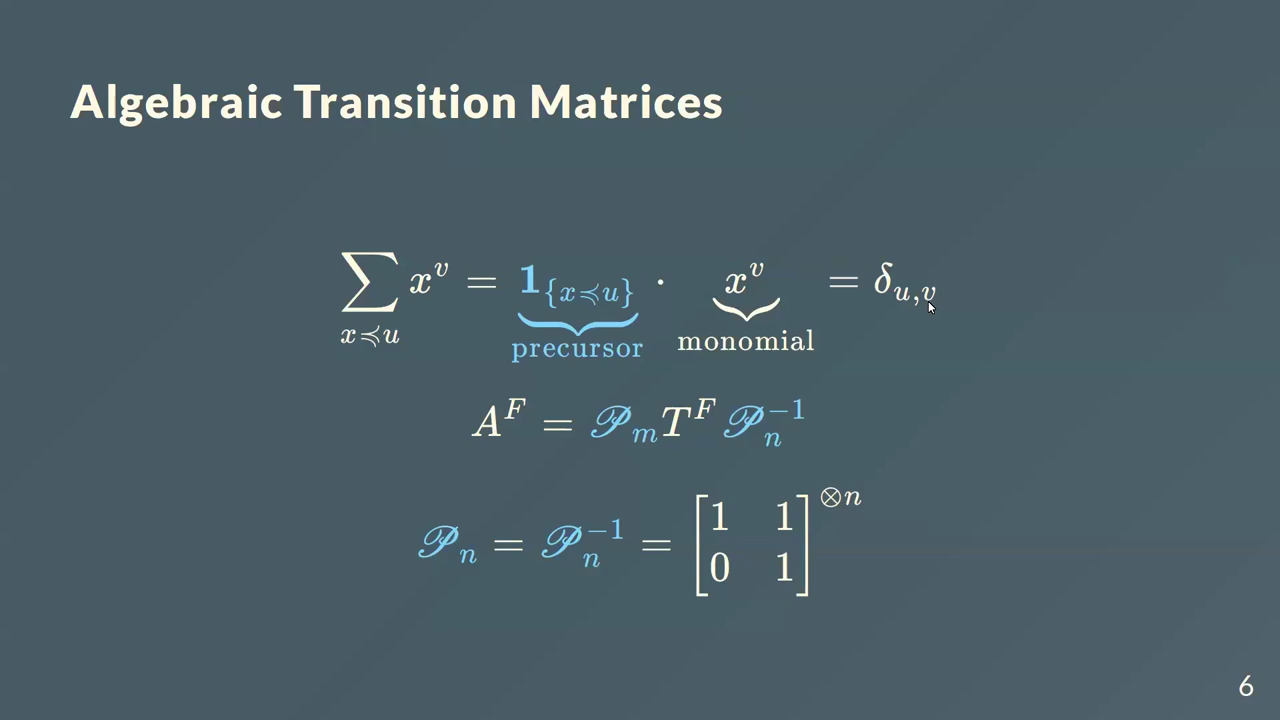 Algebraic Transition Matrices
∑_{x≼u} x^v = 𝟏_{x≼u} · x^v = δ_{u,v}
precursor monomial
A^F = 𝒫_m T^F 𝒫_n^{-1}
𝒫_n = 𝒫_n^{-1} = [1 1; 0 1]^{⊗n}
6